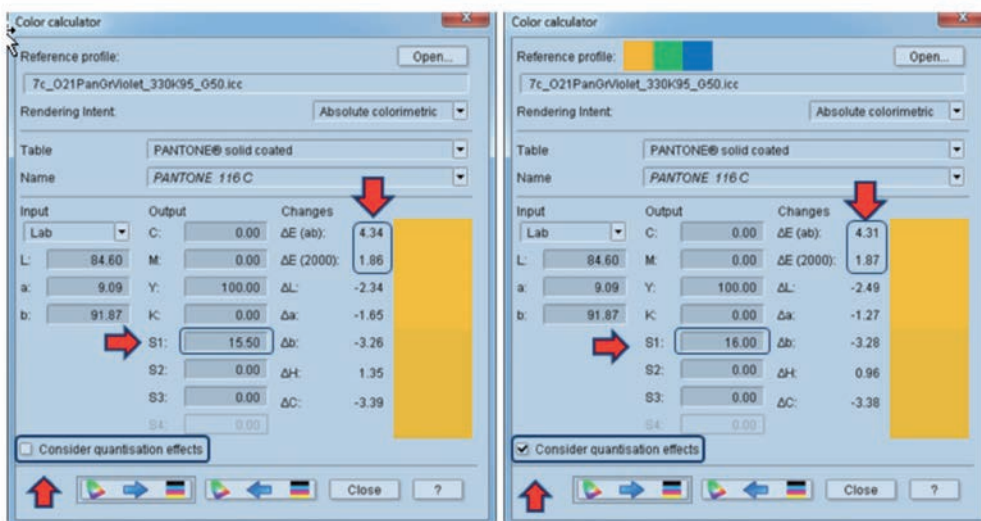 Color calculator
Reference profile:
Open...
7c_O21PanGrViolet_330K95_G50.icc
Rendering Intent:
Absolute colorimetric
Table
PANTONE® solid coated
Name
PANTONE 116 C
Input
Output
Changes
Lab
C: 0.00 ΔE (ab): 4.34
L: 84.60 M: 0.00 ΔE (2000): 1.86
a: 9.09 Y: 100.00 ΔL: -2.34
b: 91.87 K: 0.00 Δa: -1.65
S1: 15.50 Δb: -3.26
S2: 0.00 ΔH: 1.35
S3: 0.00 ΔC: -3.39
S4: 0.00
Consider quantisation effects
Close
?
Color calculator
Reference profile:
Open...
7c_O21PanGrViolet_330K95_G50.icc
Rendering Intent:
Absolute colorimetric
Table
PANTONE® solid coated
Name
PANTONE 116 C
Input
Output
Changes
Lab
C: 0.00 ΔE (ab): 4.31
L: 84.60 M: 0.00 ΔE (2000): 1.87
a: 9.09 Y: 100.00 ΔL: -2.49
b: 91.87 K: 0.00 Δa: -1.27
S1: 16.00 Δb: -3.28
S2: 0.00 ΔH: 0.96
S3: 0.00 ΔC: -3.38
S4: 0.00
Consider quantisation effects
Close
?